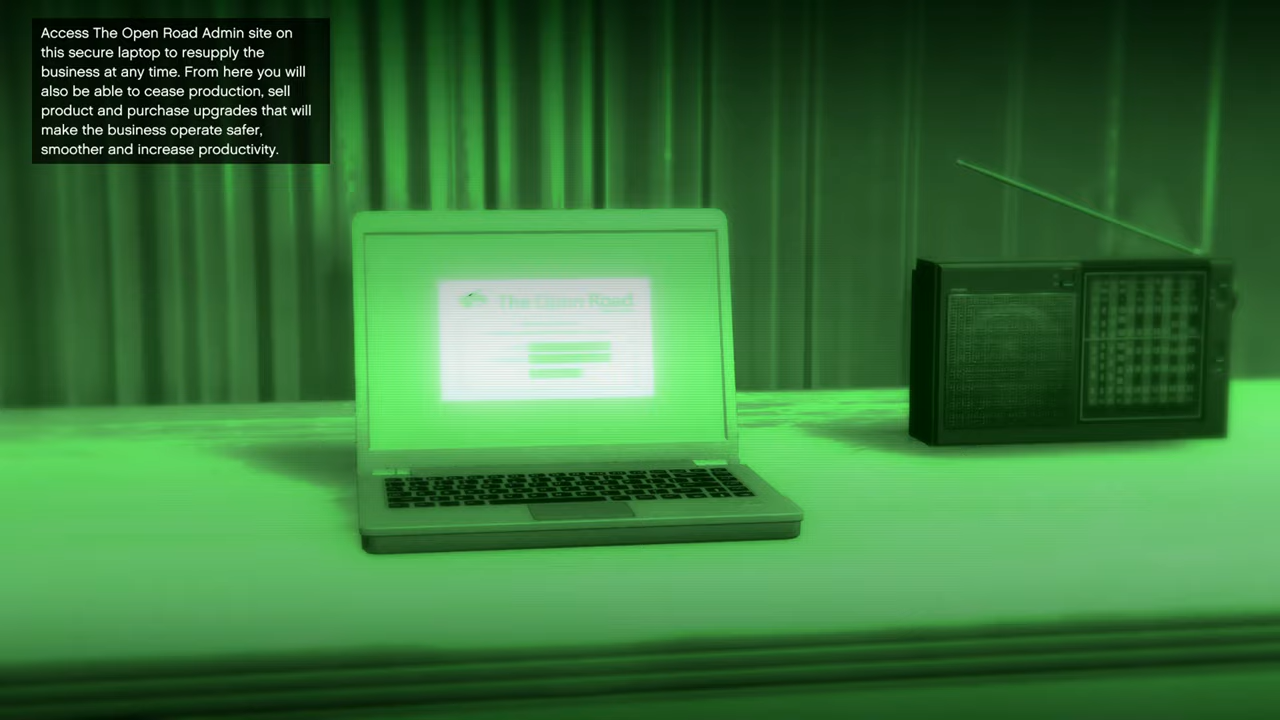 Access The Open Road Admin site on
this secure laptop to resupply the
business at any time. From here you will
also be able to cease production, sell
product and purchase upgrades that will
make the business operate safer,
smoother and increase productivity.
The Open Road